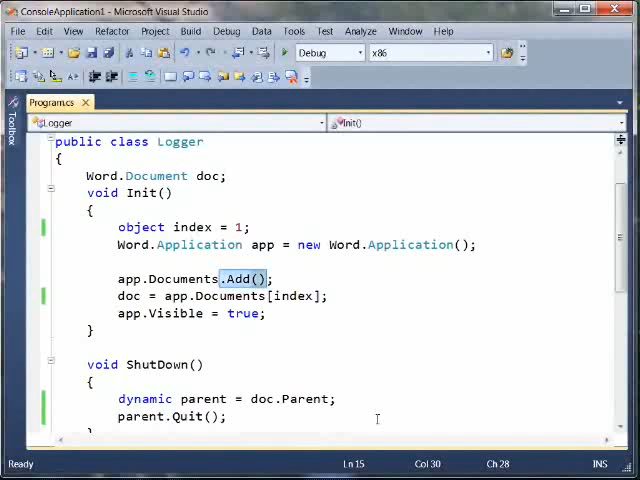 ConsoleApplication1 - Microsoft Visual Studio
File Edit View Refactor Project Build Debug Data Tools Test Analyze Window Help
Debug x86
Program.cs
Toolbox
Logger Init()
public class Logger
{
Word.Document doc;
void Init()
{
object index = 1;
Word.Application app = new Word.Application();
app.Documents.Add();
doc = app.Documents[index];
app.Visible = true;
}
void ShutDown()
{
dynamic parent = doc.Parent;
parent.Quit();
}
Ready Ln 15 Col 30 Ch 28 INS